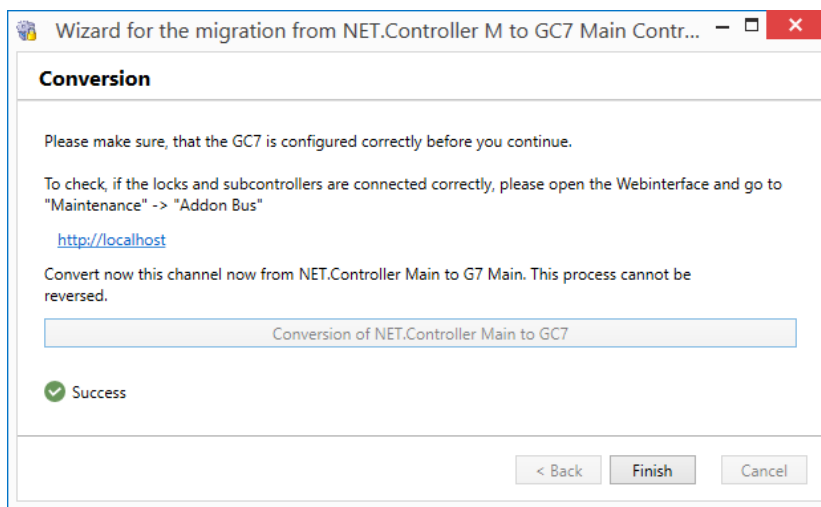 Wizard for the migration from NET.Controller M to GC7 Main Contr...
Conversion
Please make sure, that the GC7 is configured correctly before you continue.
To check, if the locks and subcontrollers are connected correctly, please open the Webinterface and go to
"Maintenance" -> "Addon Bus"
http://localhost
Convert now this channel now from NET.Controller Main to G7 Main. This process cannot be
reversed.
Conversion of NET.Controller Main to GC7
Success
< Back Finish Cancel